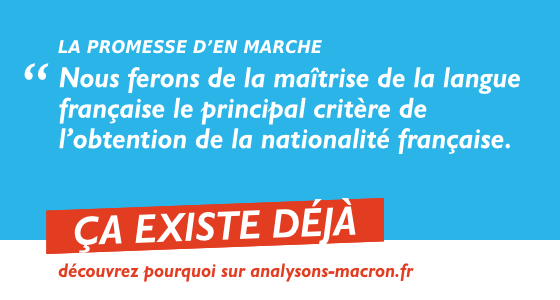 LA PROMESSE D’EN MARCHE
“ Nous ferons de la maîtrise de la langue
française le principal critère de
l’obtention de la nationalité française.
ÇA EXISTE DÉJÀ
découvrez pourquoi sur analysons-macron.fr